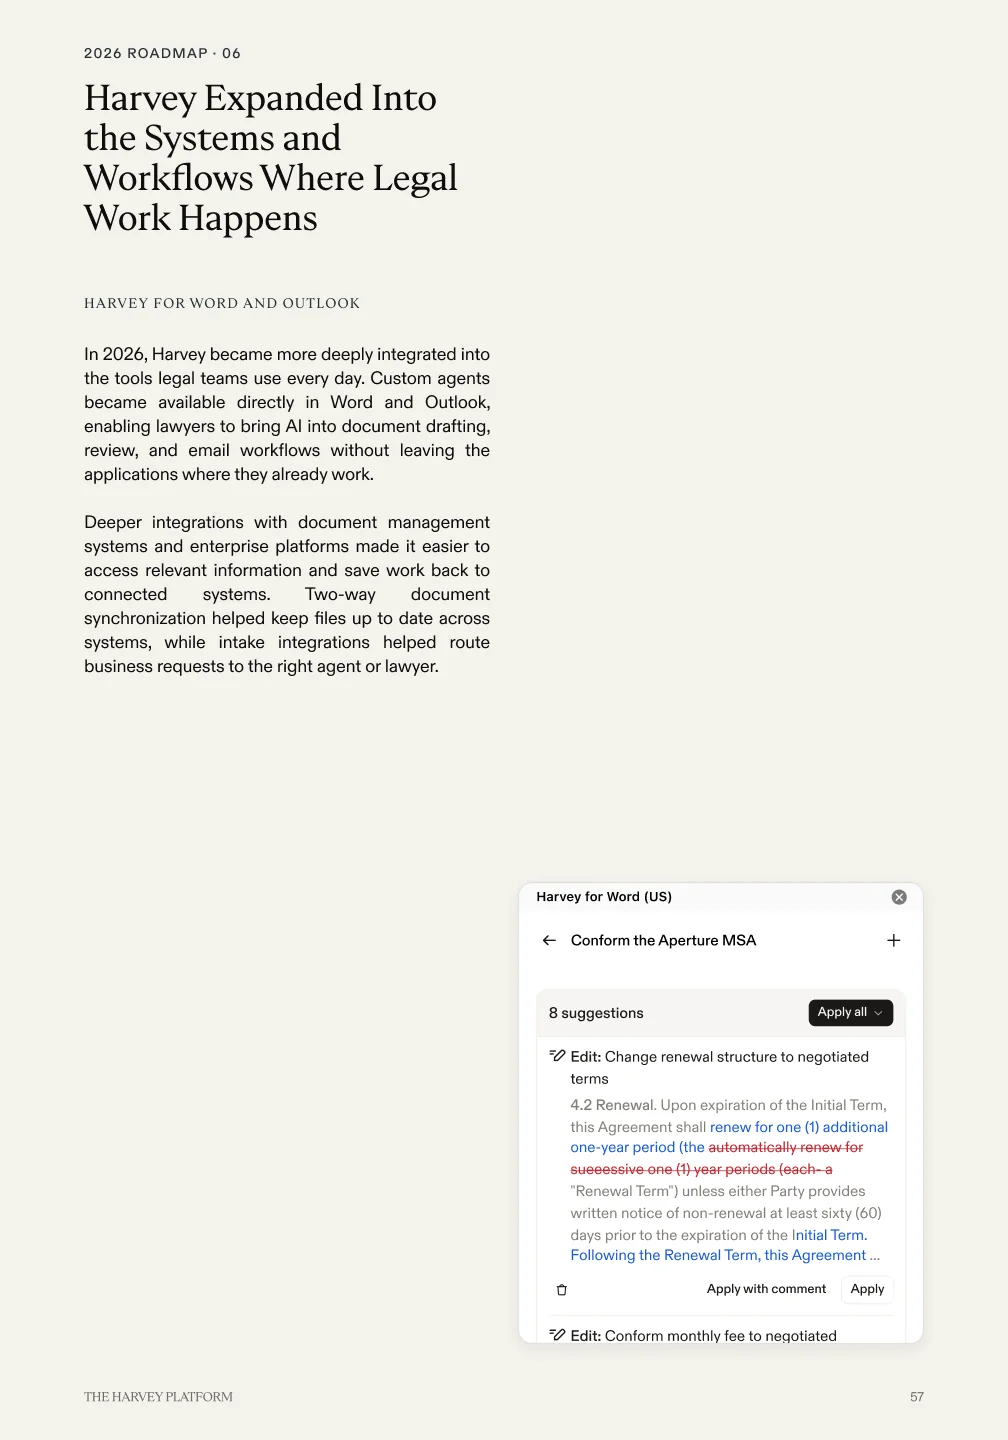 2026 ROADMAP · 06
Harvey Expanded Into
the Systems and
Workflows Where Legal
Work Happens
HARVEY FOR WORD AND OUTLOOK
In 2026, Harvey became more deeply integrated into
the tools legal teams use every day. Custom agents
became available directly in Word and Outlook,
enabling lawyers to bring AI into document drafting,
review, and email workflows without leaving the
applications where they already work.
Deeper integrations with document management
systems and enterprise platforms made it easier to
access relevant information and save work back to
connected systems. Two-way document
synchronization helped keep files up to date across
systems, while intake integrations helped route
business requests to the right agent or lawyer.
Harvey for Word (US)
Conform the Aperture MSA
8 suggestions
Apply all
Edit: Change renewal structure to negotiated
terms
4.2 Renewal. Upon expiration of the Initial Term,
this Agreement shall renew for one (1) additional
one-year period (the automatically renew for
sueeessive one (1) year periods (each- a
"Renewal Term") unless either Party provides
written notice of non-renewal at least sixty (60)
days prior to the expiration of the Initial Term.
Following the Renewal Term, this Agreement ...
Apply with comment
Apply
Edit: Conform monthly fee to negotiated
THE HARVEY PLATFORM
57